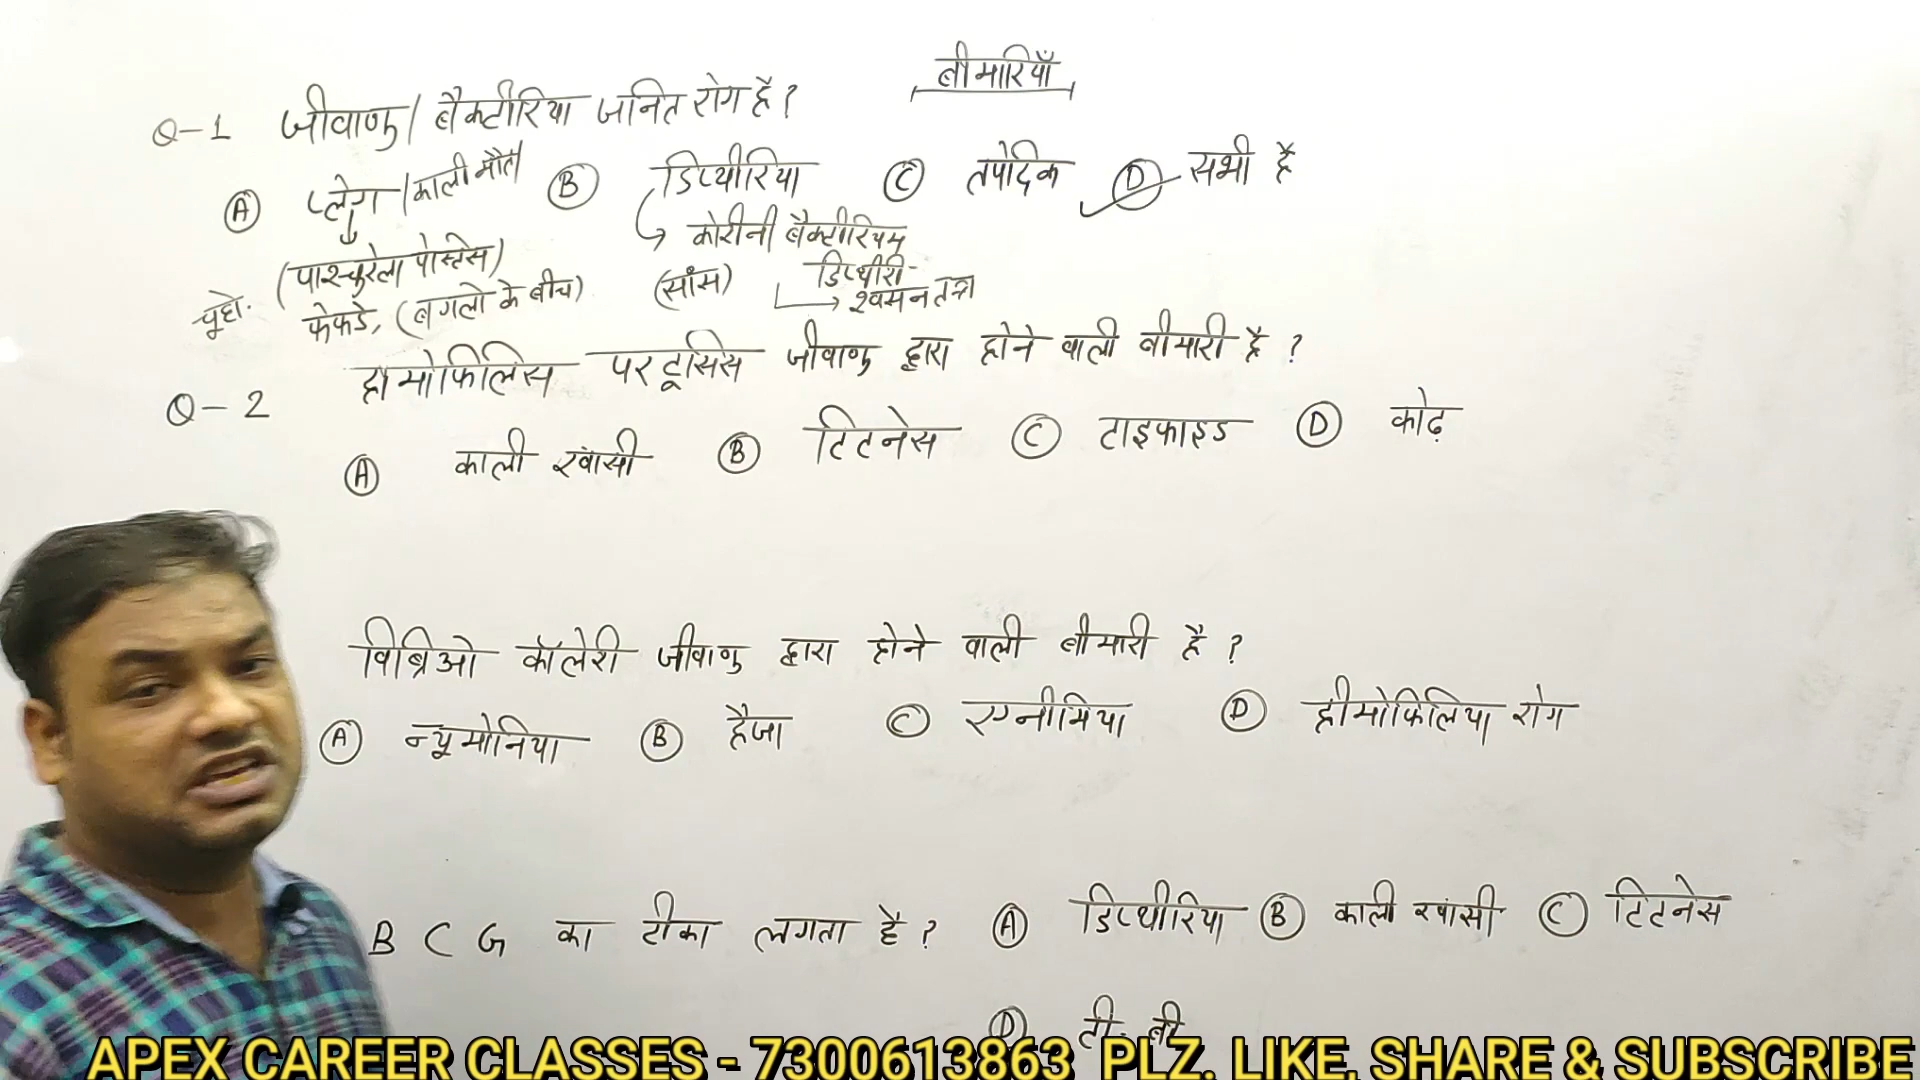 बीमारियाँ
Q-1 जीवाणु/बैक्टीरिया जनित रोग है?
A प्लेग/काली मौत B डिप्थीरिया C तपेदिक D सभी है
(पास्चुरेला पोस्टेस) कोरीनी बैक्टीरियम
चूहो. फेफडे, (बगलो के बीच) (सांस) डिप्थीरी-
श्वसन तन्त्र
Q-2 हीमोफिलिस परटूसिस जीवाणु द्वारा होने वाली बीमारी है?
A काली खांसी B टिटनेस C टाइफाइड D कोढ़
विब्रिओ कॉलेरी जीवाणु द्वारा होने वाली बीमारी है?
A न्यूमोनिया B हैजा C एनीमिया D हीमोफिलिया रोग
B C G का टीका लगता है? A डिप्थीरिया B काली खांसी C टिटनेस
D टी. बी
APEX CAREER CLASSES - 7300613863 PLZ. LIKE, SHARE & SUBSCRIBE